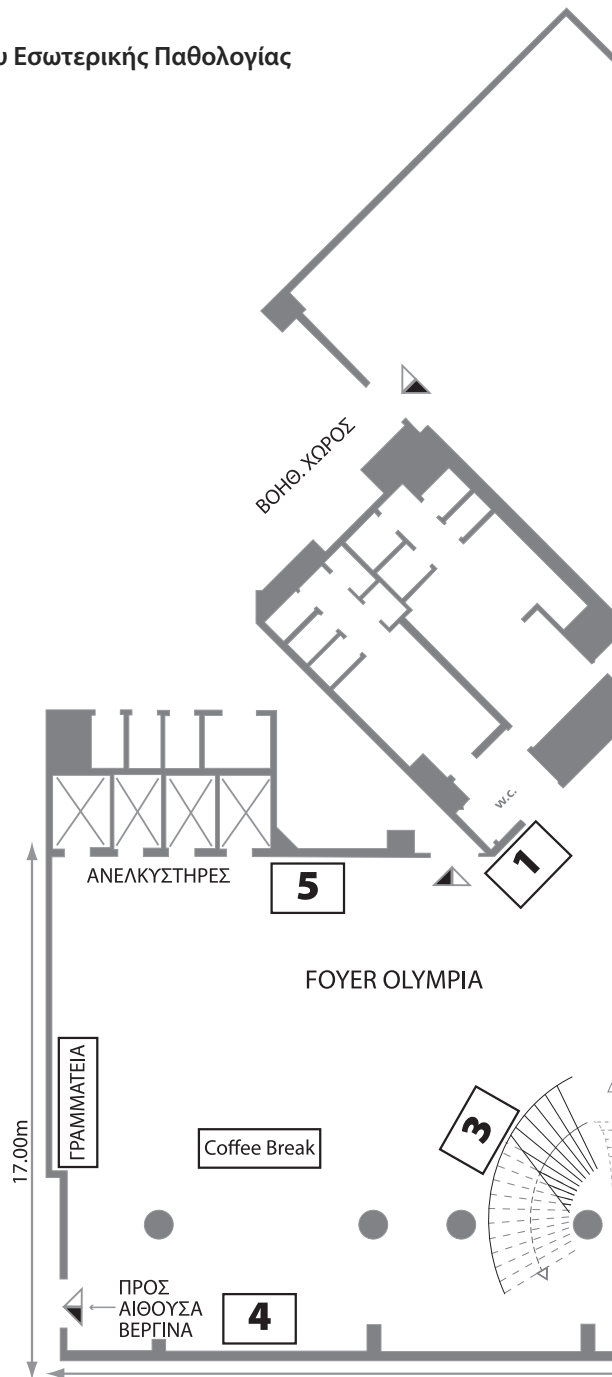 υ Εσωτερικής Παθολογίας
ΒΟΗΘ. ΧΩΡΟΣ
w.c.
1
ΑΝΕΛΚΥΣΤΗΡΕΣ
5
FOYER OLYMPIA
ΓΡΑΜΜΑΤΕΙΑ
17.00m
Coffee Break
3
ΠΡΟΣ
ΑΙΘΟΥΣΑ
ΒΕΡΓΙΝΑ
4